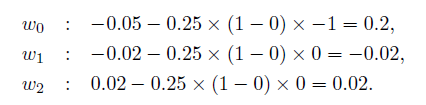 w₀ : −0.05 − 0.25 × (1 − 0) × −1 = 0.2,
w₁ : −0.02 − 0.25 × (1 − 0) × 0 = −0.02,
w₂ : 0.02 − 0.25 × (1 − 0) × 0 = 0.02.